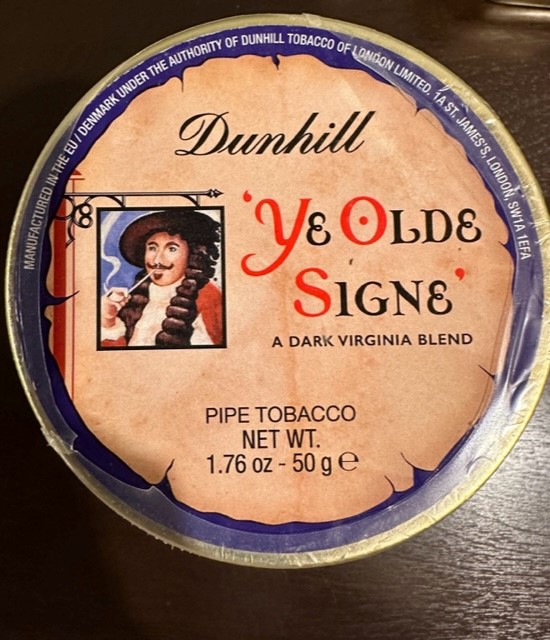 MANUFACTURED IN THE EU / DENMARK UNDER THE AUTHORITY OF DUNHILL TOBACCO OF LONDON LIMITED. 1A ST. JAMES'S, LONDON, SW1A 1EFA
Dunhill
'YE OLDE
SIGNE'
A DARK VIRGINIA BLEND
PIPE TOBACCO
NET WT.
1.76 oz - 50 g ℮